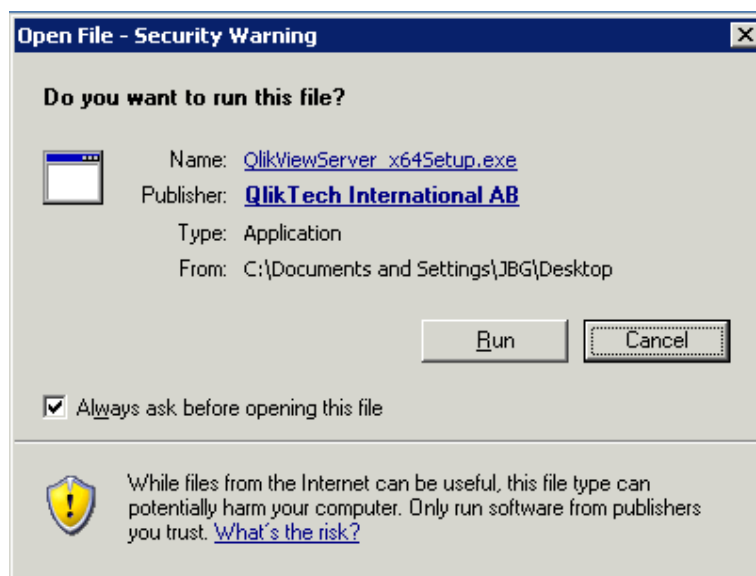 Open File - Security Warning
Do you want to run this file?
Name: QlikViewServer_x64Setup.exe
Publisher: QlikTech International AB
Type: Application
From: C:\Documents and Settings\JBG\Desktop
Run Cancel
Always ask before opening this file
While files from the Internet can be useful, this file type can
potentially harm your computer. Only run software from publishers
you trust. What's the risk?